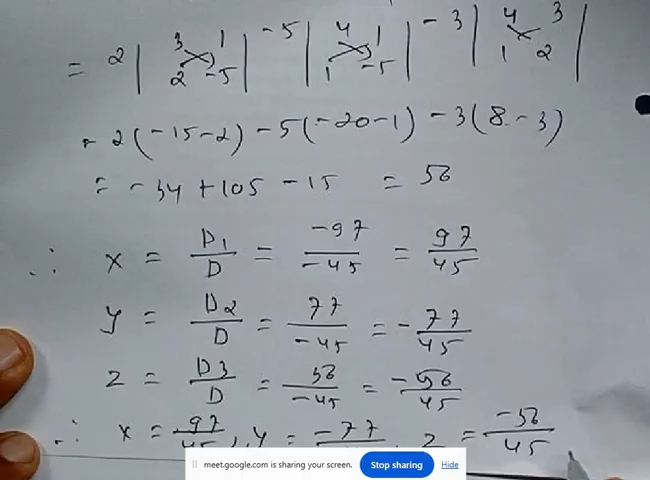 = 2 | 3 1 2 -5 | -5 | 4 1 1 -5 | -3 | 4 3 1 2 |
= 2(-15-2) -5(-20-1) -3(8-3)
= -34 +105 -15 = 56
∴ x = D1/D = -97/-45 = 97/45
y = D2/D = 77/-45 = -77/45
z = D3/D = 56/-45 = -56/45
∴ x = 97/45, y = -77, z = -56/45
meet.google.com is sharing your screen. Stop sharing Hide